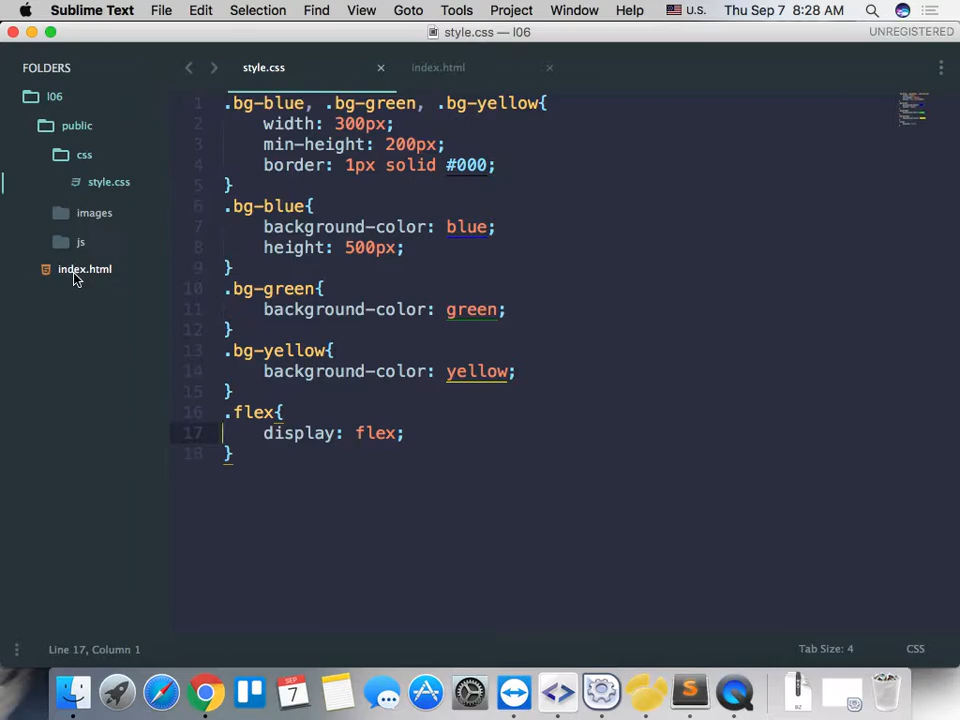 Sublime Text File Edit Selection Find View Goto Tools Project Window Help U.S. Thu Sep 7 8:28 AM
style.css — l06 UNREGISTERED
FOLDERS
l06
public
css
style.css
images
js
index.html
style.css index.html
1 .bg-blue, .bg-green, .bg-yellow{
2 width: 300px;
3 min-height: 200px;
4 border: 1px solid #000;
5 }
6 .bg-blue{
7 background-color: blue;
8 height: 500px;
9 }
10 .bg-green{
11 background-color: green;
12 }
13 .bg-yellow{
14 background-color: yellow;
15 }
16 .flex{
17 display: flex;
18 }
Line 17, Column 1 Tab Size: 4 CSS
SEP
7